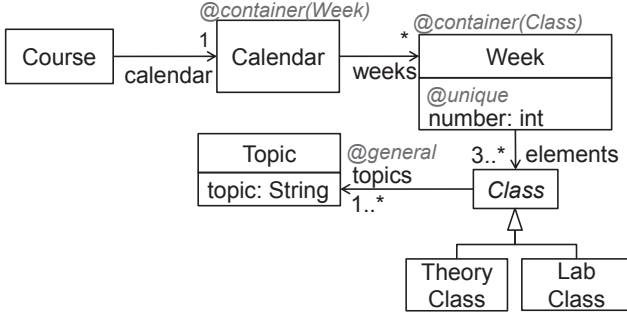 @container(Week)
@container(Class)
1
*
Course
Calendar
Week
calendar
weeks
@unique
number: int
Topic
@general
3..*
elements
topic: String
topics
1..*
Class
Theory
Class
Lab
Class